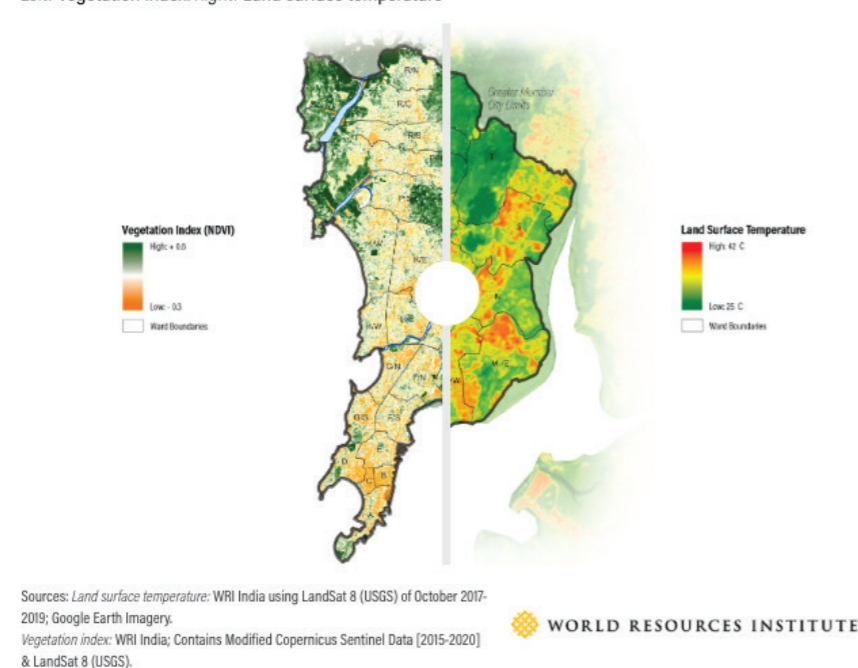 Vegetation Index Right: Land surface temperature
Greater Mumbai
City Limits
R/N
R/C
T
Vegetation Index (NDVI)
High: + 0.6
Low: - 0.3
Ward Boundaries
Land Surface Temperature
High: 42 C
Low: 25 C
Ward Boundaries
K/E
G/N
F/N
G/S
F/S
E
D
C
B
A
Sources: Land surface temperature: WRI India using LandSat 8 (USGS) of October 2017-
2019; Google Earth Imagery.
Vegetation index: WRI India; Contains Modified Copernicus Sentinel Data [2015-2020]
& LandSat 8 (USGS).
WORLD RESOURCES INSTITUTE